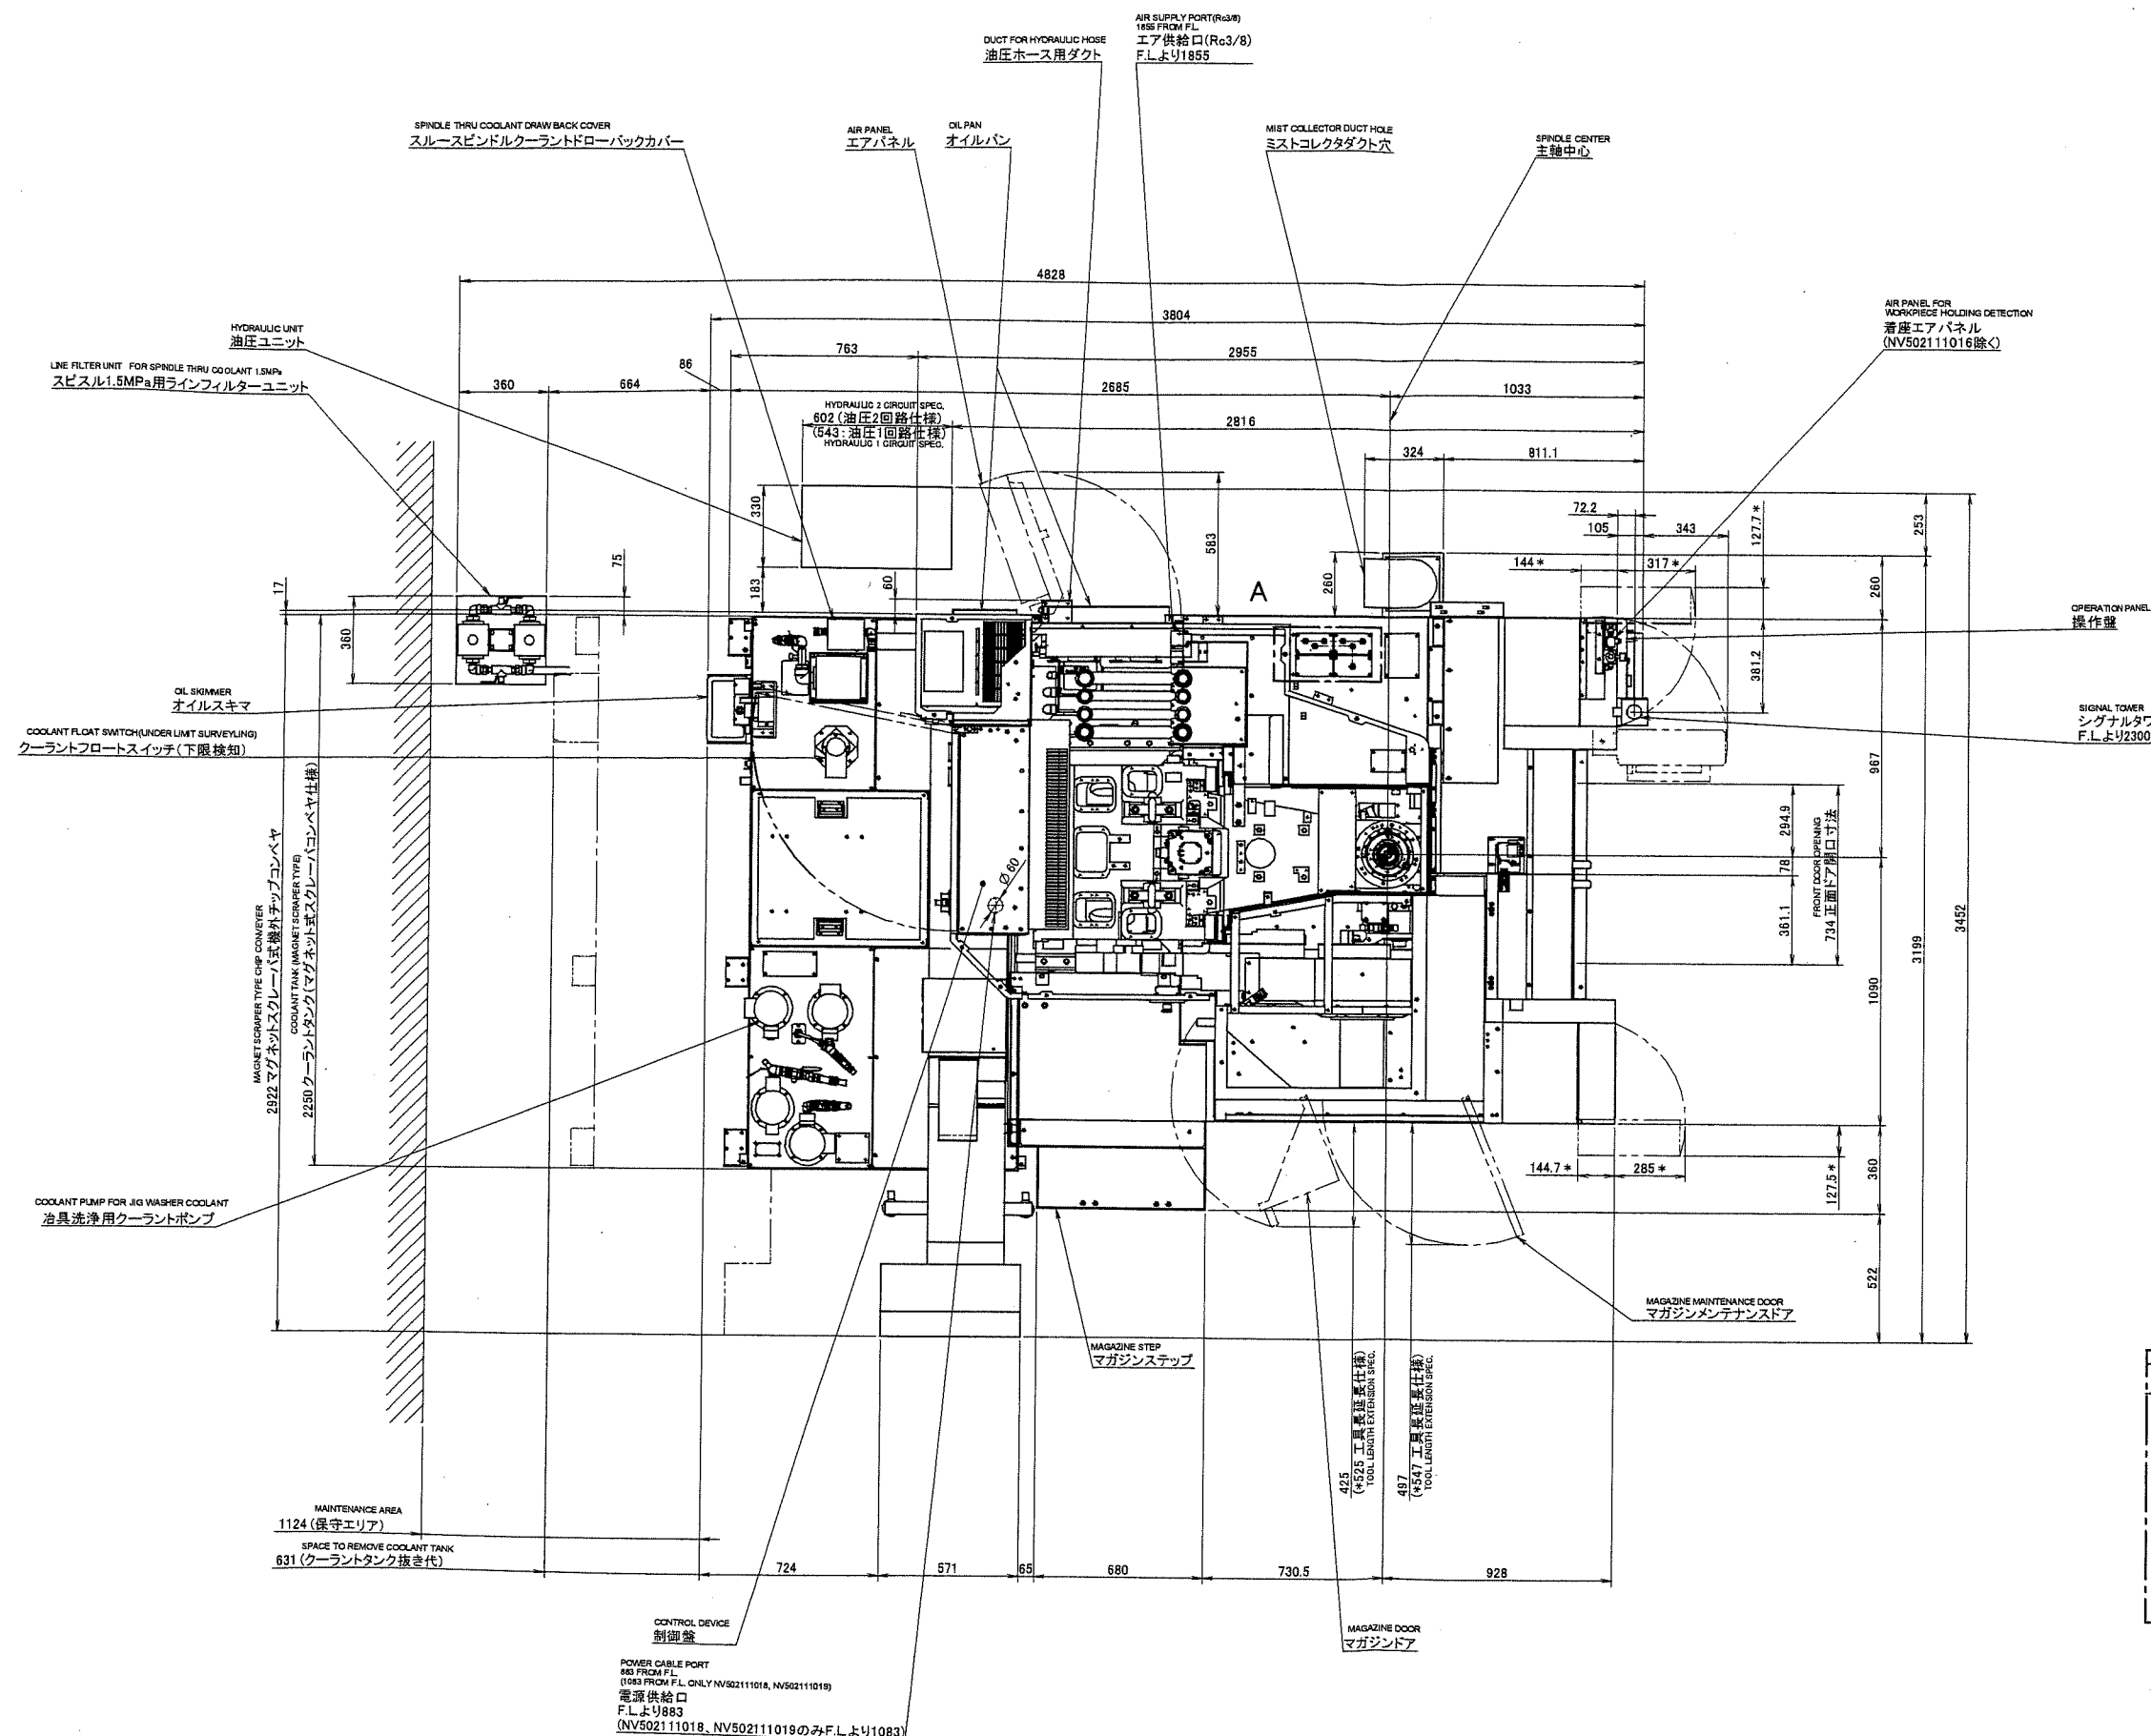 AIR SUPPLY PORT(Rc3/8)
1855 FROM F.L
エア供給口(Rc3/8)
F.Lより1855
DUCT FOR HYDRAULIC HOSE
油圧ホース用ダクト
SPINDLE THRU COOLANT DRAW BACK COVER
スルースピンドルクーラントドローバックカバー
AIR PANEL
エアパネル
OIL PAN
オイルパン
MIST COLLECTOR DUCT HOLE
ミストコレクタダクト穴
SPINDLE CENTER
主軸中心
4828
3804
AIR PANEL FOR
WORKPIECE HOLDING DETECTION
着座エアパネル
(NV502111016除く)
HYDRAULIC UNIT
油圧ユニット
763
2955
LINE FILTER UNIT FOR SPINDLE THRU COOLANT 1.5MPa
スピスル1.5MPa用ラインフィルターユニット
360
664
86
2685
1033
HYDRAULIC 2 CIRCUIT SPEC.
602 (油圧2回路仕様)
(543:油圧1回路仕様)
HYDRAULIC 1 CIRCUIT SPEC.
2816
324
811.1
330
583
72.2
105
343
127.7*
253
75
17
183
60
260
A
144*
317*
260
360
OPERATION PANEL
操作盤
381.2
OIL SKIMMER
オイルスキマ
SIGNAL TOWER
シグナルタワ
F.Lより2300
COOLANT FLOAT SWITCH(UNDER LIMIT SURVEYLING)
クーラントフロートスイッチ(下限検知)
967
294.9
78
361.1
FRONT DOOR OPENING
734 正面ドア開口寸法
Ø60
MAGNET SCRAPER TYPE CHIP CONVEYER
2922 マグネットスクレーパ式機外チップコンベヤ
COOLANT TANK (MAGNET SCRAPER TYPE)
2250 クーラントタンク(マグネット式スクレーパコンベヤ仕様)
3452
3199
1090
COOLANT PUMP FOR JIG WASHER COOLANT
冶具洗浄用クーラントポンプ
144.7*
285*
127.5*
360
522
MAGAZINE MAINTENANCE DOOR
マガジンメンテナンスドア
MAGAZINE STEP
マガジンステップ
425
(*525 工具長延長仕様)
TOOL LENGTH EXTENSION SPEC.
497
(*547 工具長延長仕様)
TOOL LENGTH EXTENSION SPEC.
MAINTENANCE AREA
1124 (保守エリア)
SPACE TO REMOVE COOLANT TANK
631 (クーラントタンク抜き代)
724
571
65
680
730.5
928
CONTROL DEVICE
制御盤
MAGAZINE DOOR
マガジンドア
POWER CABLE PORT
883 FROM F.L
(1083 FROM F.L. ONLY NV502111018, NV502111019)
電源供給口
F.Lより883
(NV502111018、NV502111019のみF.Lより1083)